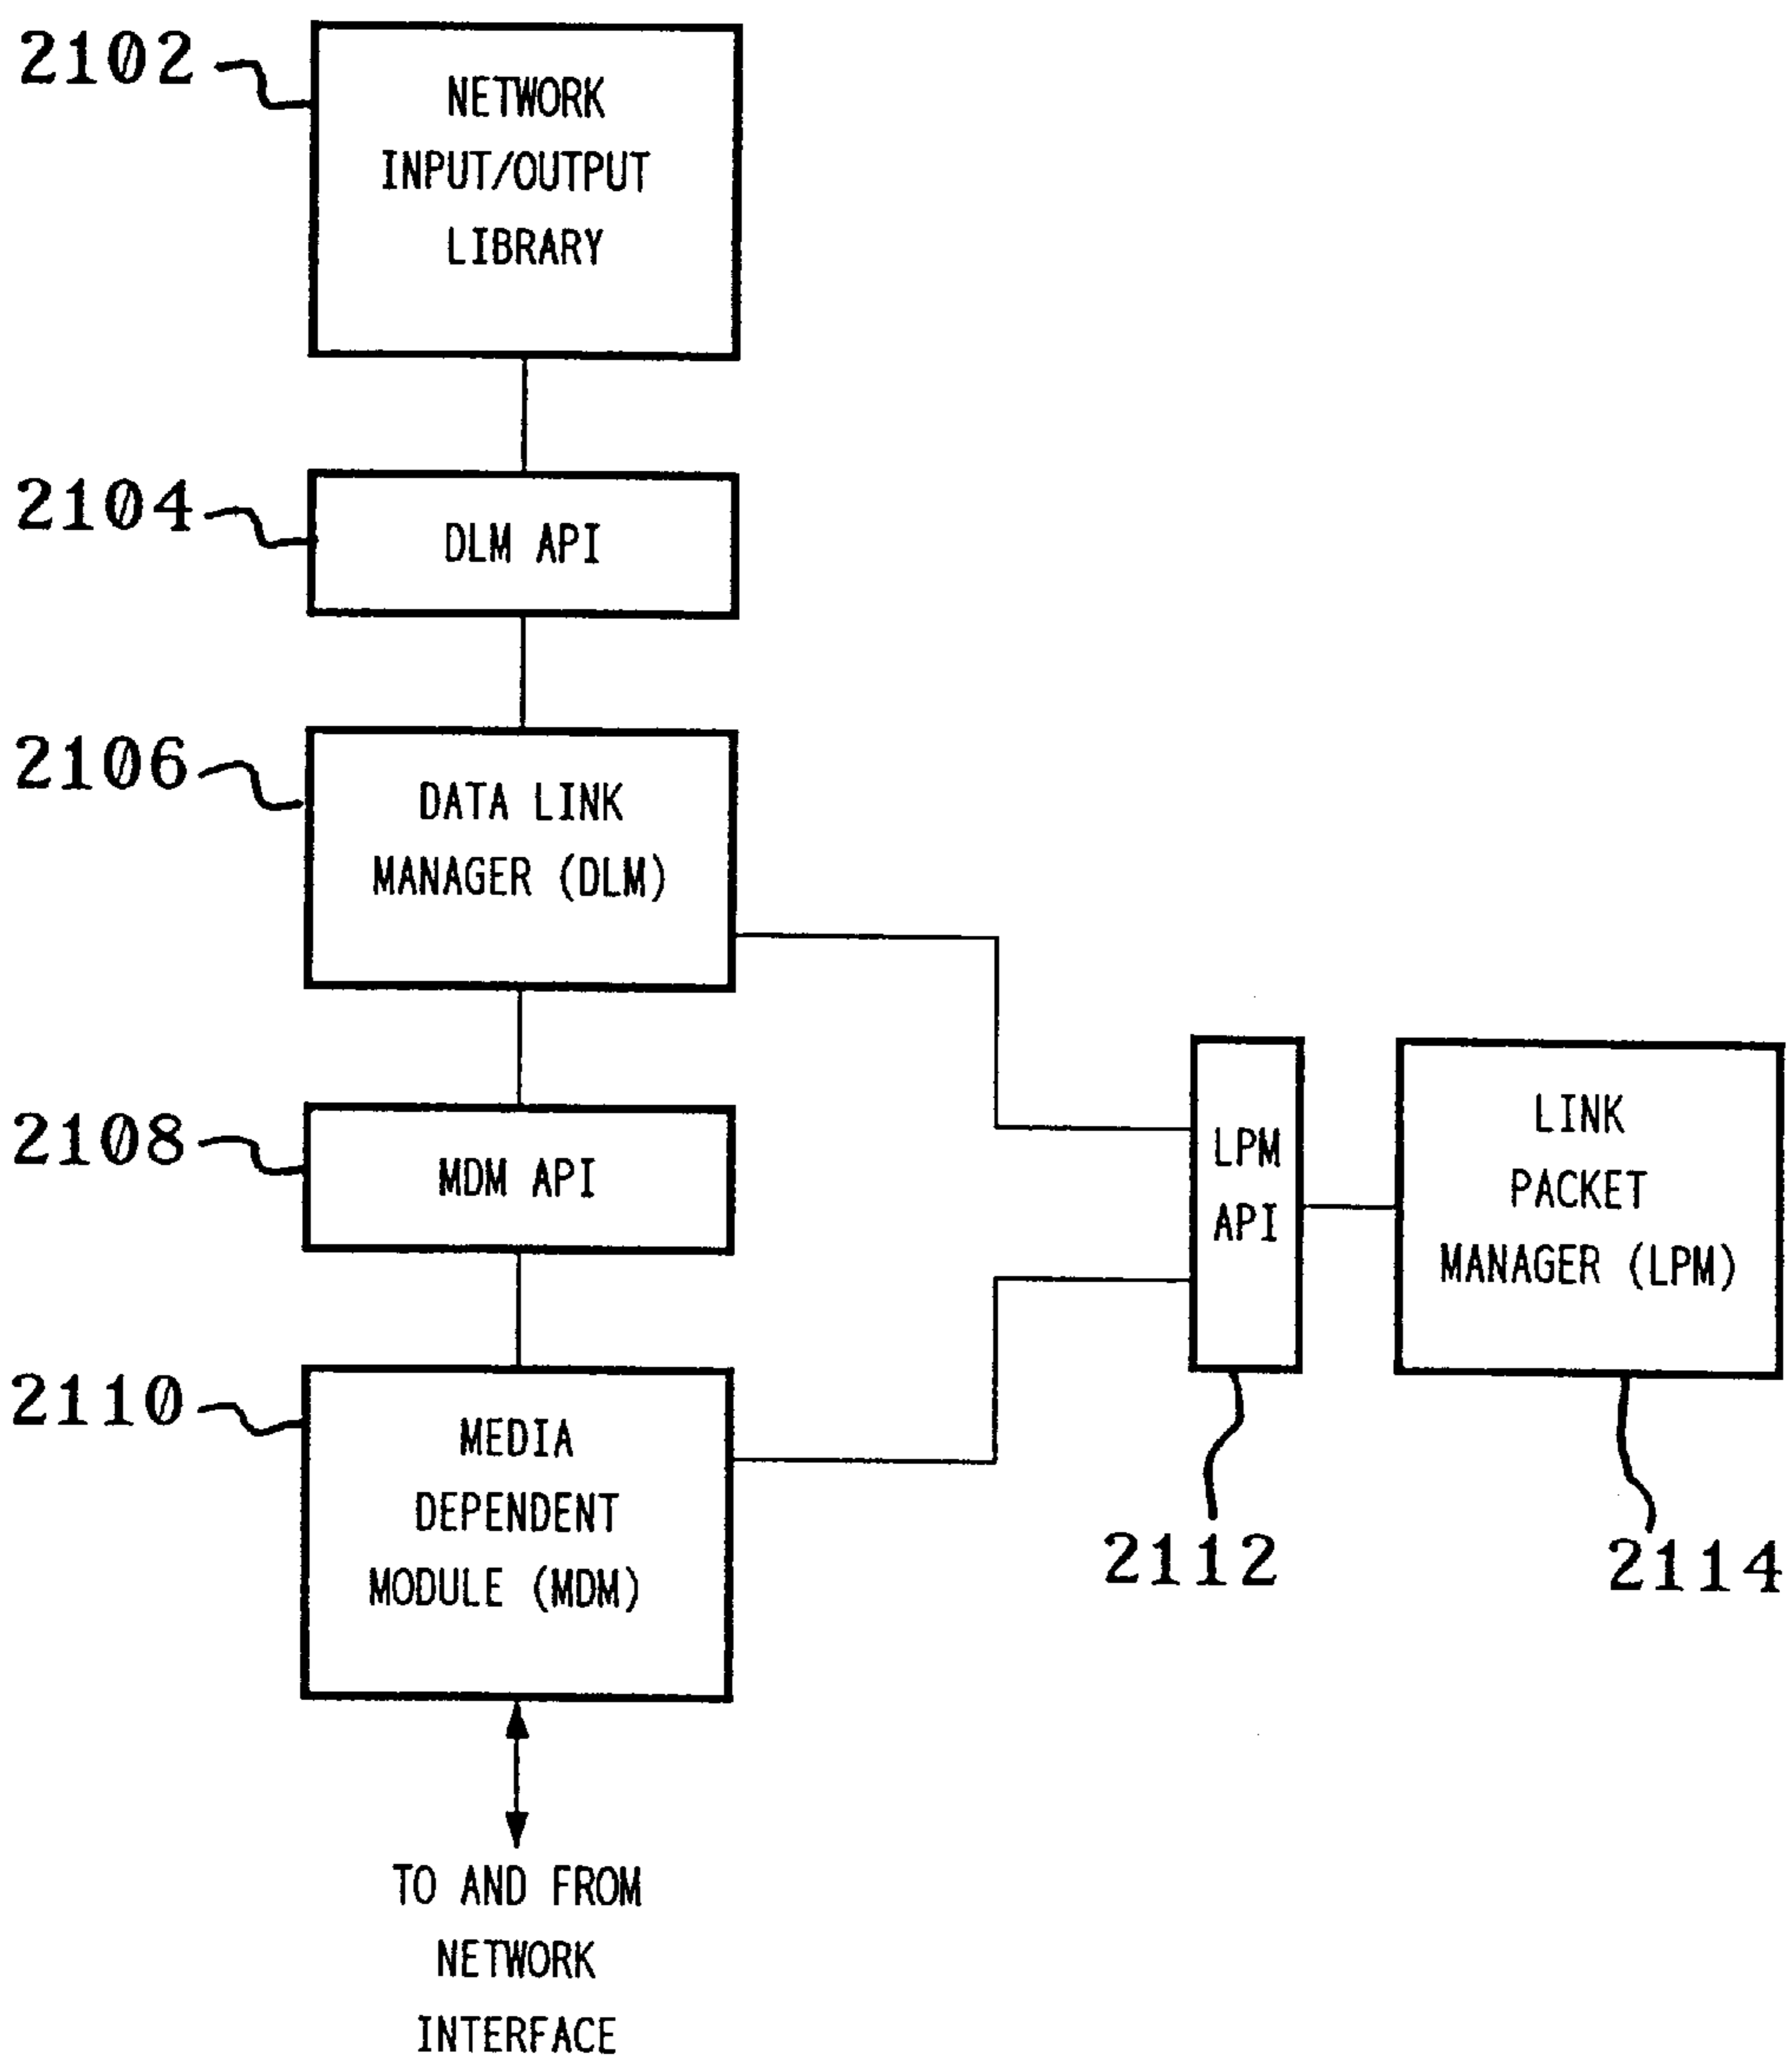 2102
NETWORK
INPUT/OUTPUT
LIBRARY
2104
DLM API
2106
DATA LINK
MANAGER (DLM)
2108
MDM API
LPM
API
LINK
PACKET
MANAGER (LPM)
2110
MEDIA
DEPENDENT
MODULE (MDM)
2112
2114
TO AND FROM
NETWORK
INTERFACE